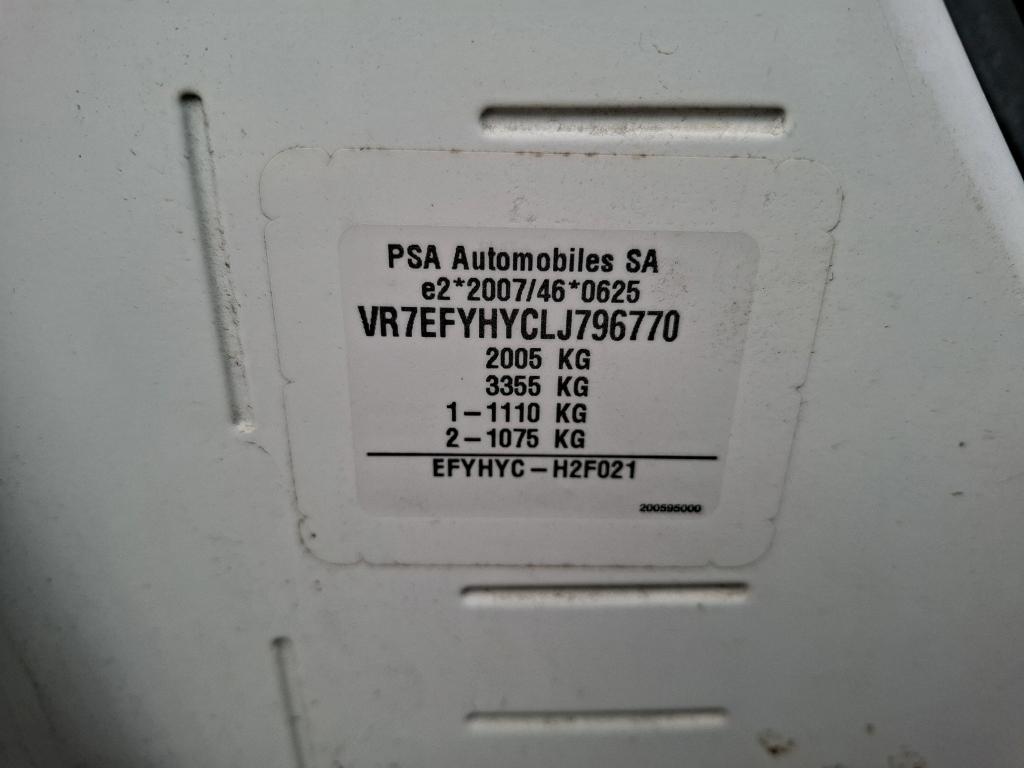 PSA Automobiles SA
e2*2007/46*0625
VR7EFYHYCLJ796770
2005 KG
3355 KG
1-1110 KG
2-1075 KG
EFYHYC-H2F021
200595000